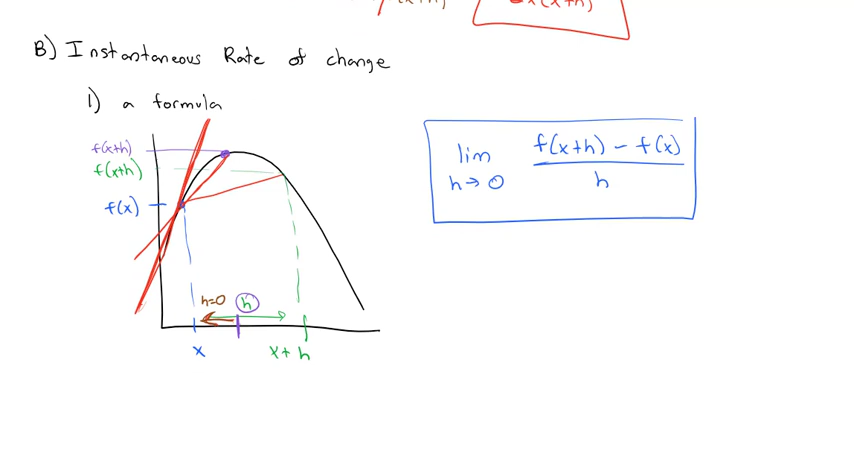 x(x+h)
B) Instantaneous Rate of change
1) a formula
f(x+h)
f(x+h)
f(x)
lim h→0 f(x+h) - f(x) / h
h=0
h
x
x+h